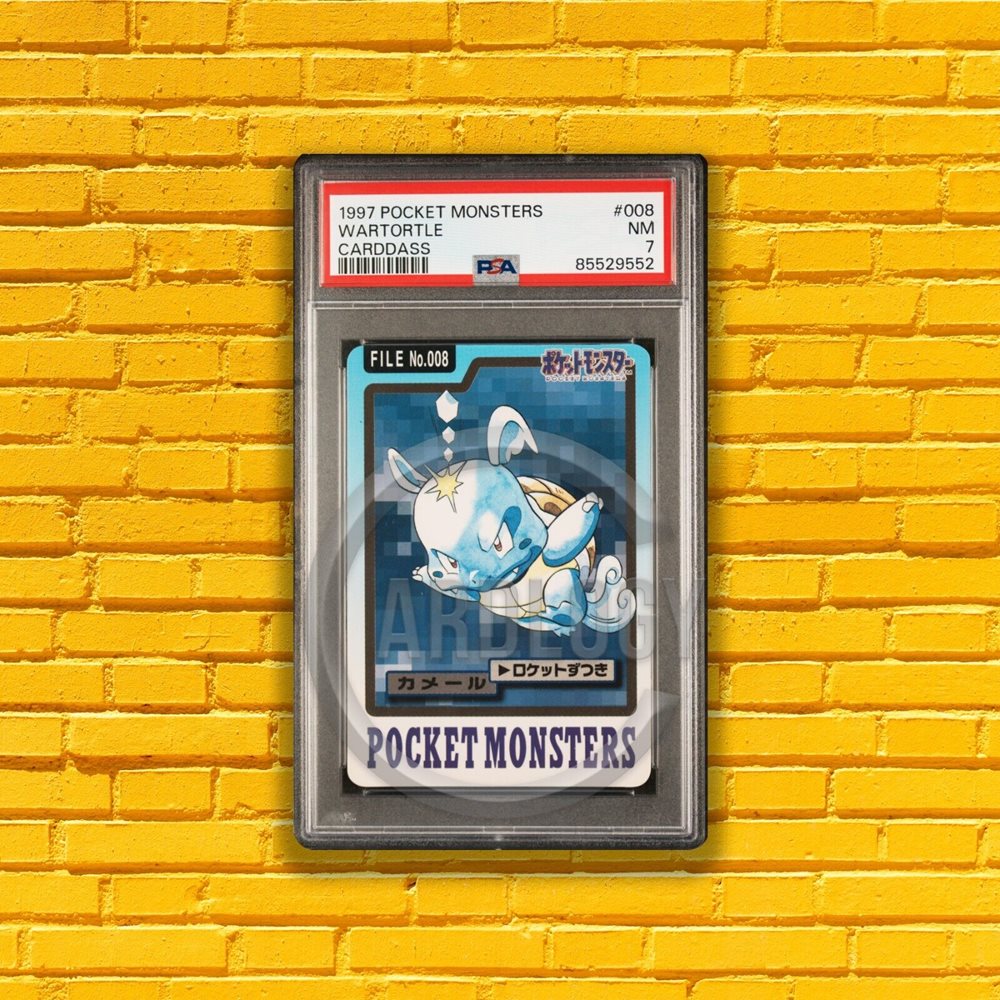 1997 POCKET MONSTERS #008
WARTORTLE NM
CARDDASS 7
PSA 85529552
FILE No.008
ポケットモンスター
POCKET MONSTERS
ARDLOGY
カメール
▶ロケットずつき
POCKET MONSTERS